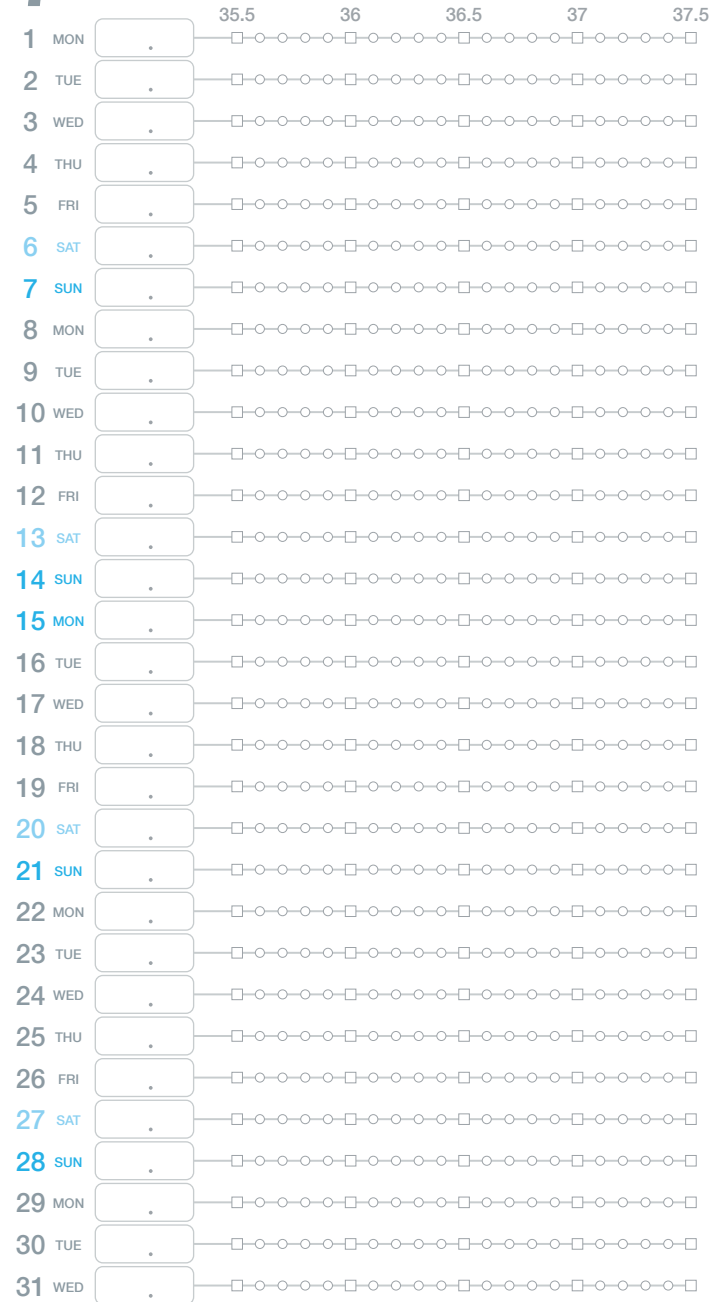 35.5 36 36.5 37 37.5
1 MON .
2 TUE .
3 WED .
4 THU .
5 FRI .
6 SAT .
7 SUN .
8 MON .
9 TUE .
10 WED .
11 THU .
12 FRI .
13 SAT .
14 SUN .
15 MON .
16 TUE .
17 WED .
18 THU .
19 FRI .
20 SAT .
21 SUN .
22 MON .
23 TUE .
24 WED .
25 THU .
26 FRI .
27 SAT .
28 SUN .
29 MON .
30 TUE .
31 WED .